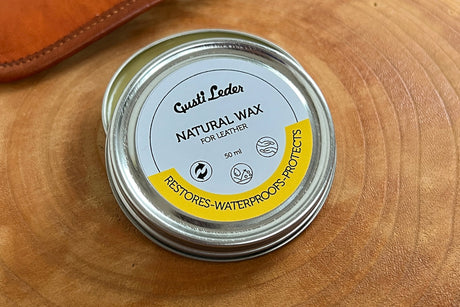 Gusti Leder
NATURAL WAX
FOR LEATHER
50 ml
RESTORES-WATERPROOFS-PROTECTS